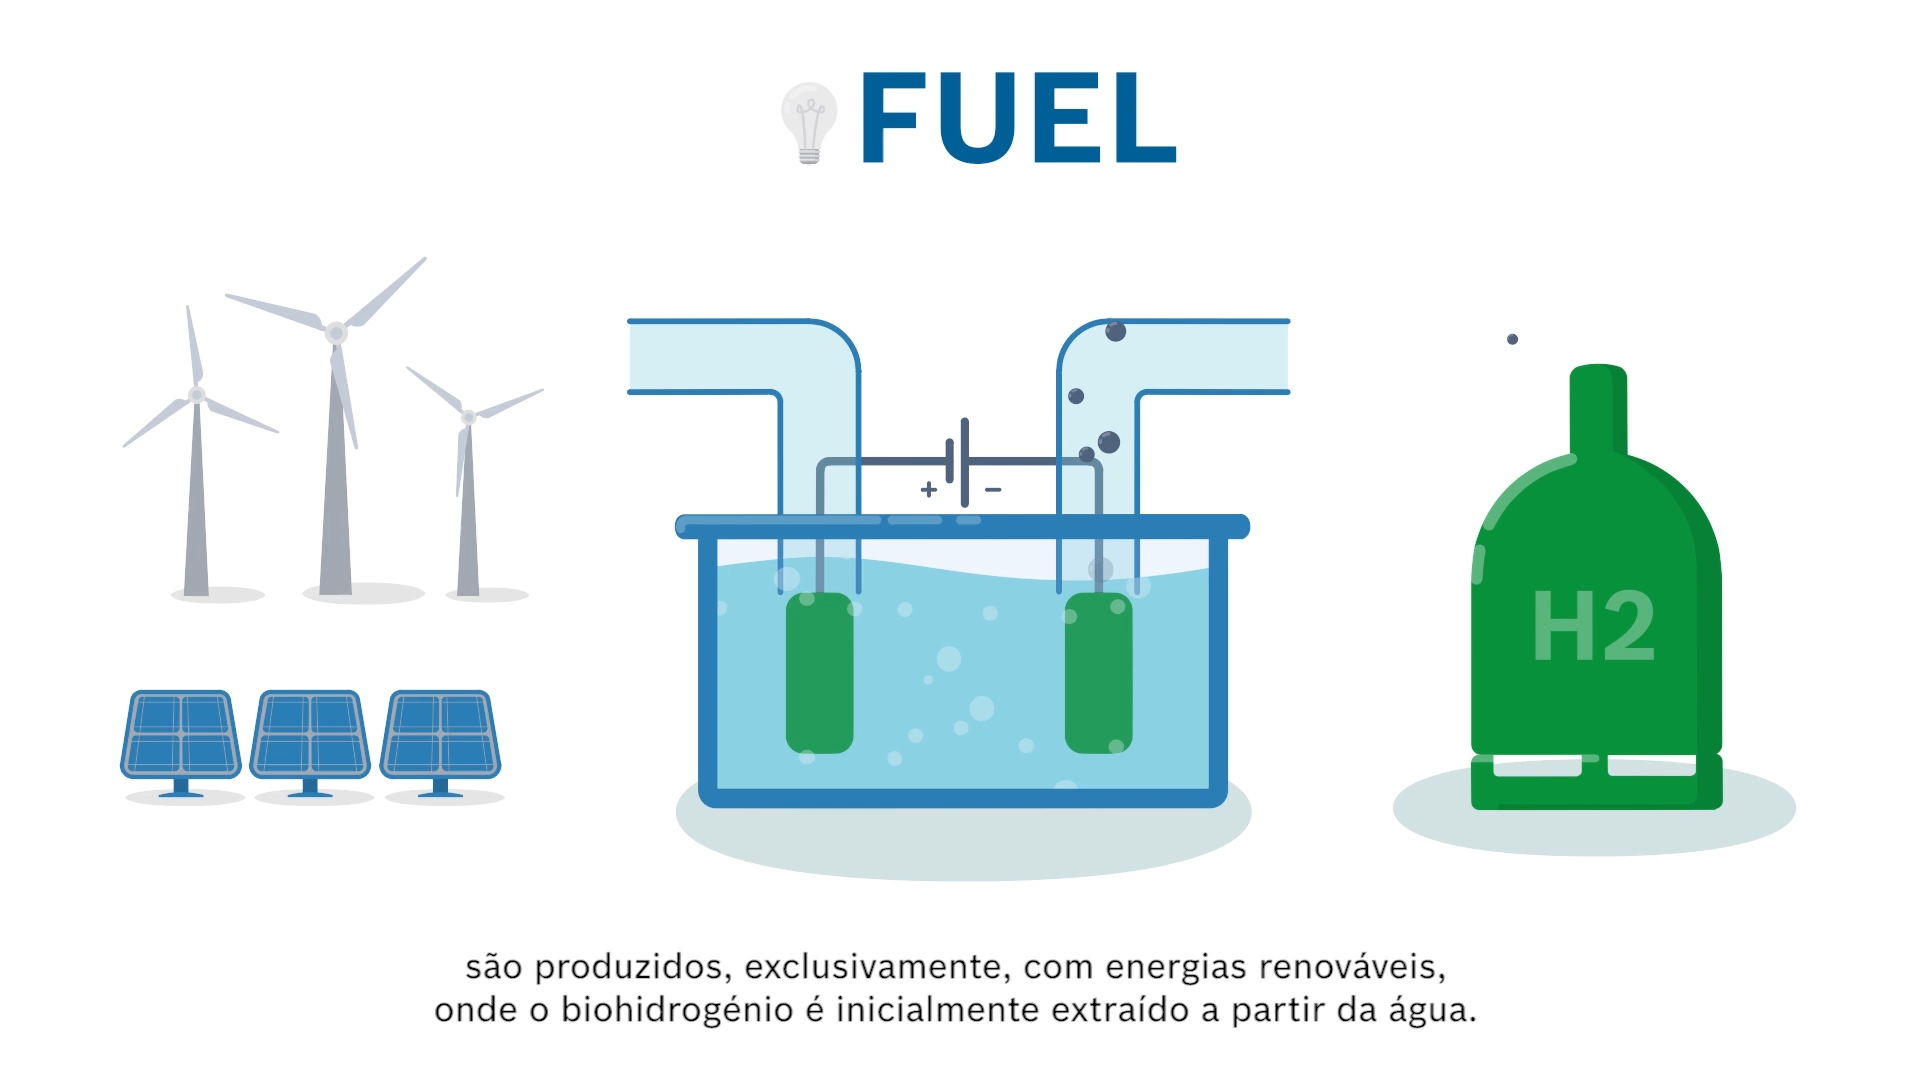 FUEL
+ −
H2
são produzidos, exclusivamente, com energias renováveis,
onde o biohidrogénio é inicialmente extraído a partir da água.